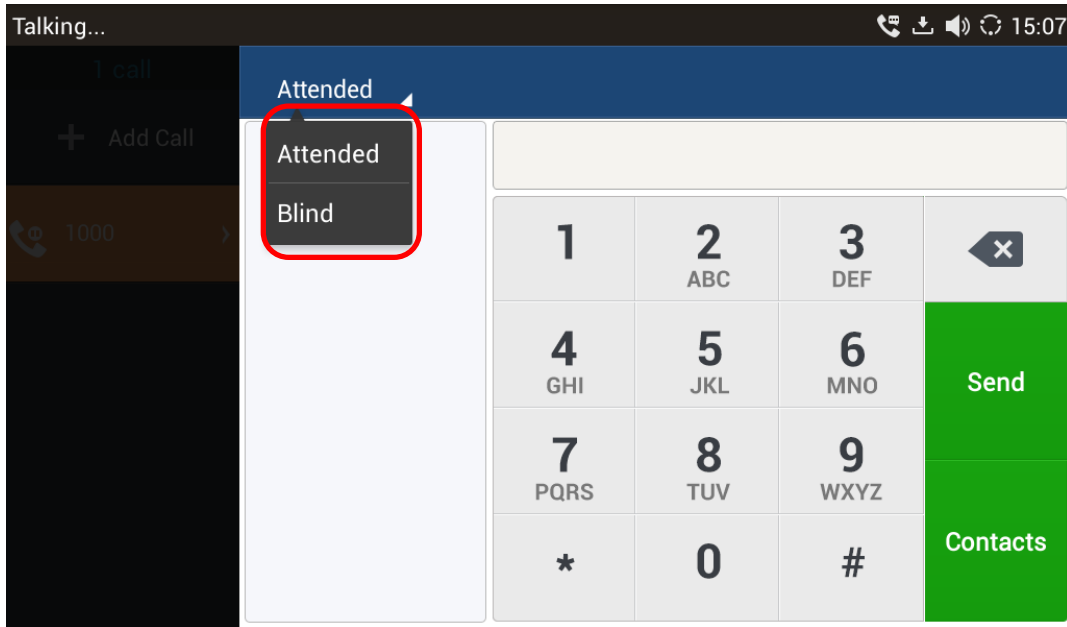 Talking...
15:07
1 call
Add Call
1000
Attended
Attended
Blind
1
2
ABC
3
DEF
4
GHI
5
JKL
6
MNO
Send
7
PQRS
8
TUV
9
WXYZ
*
0
#
Contacts